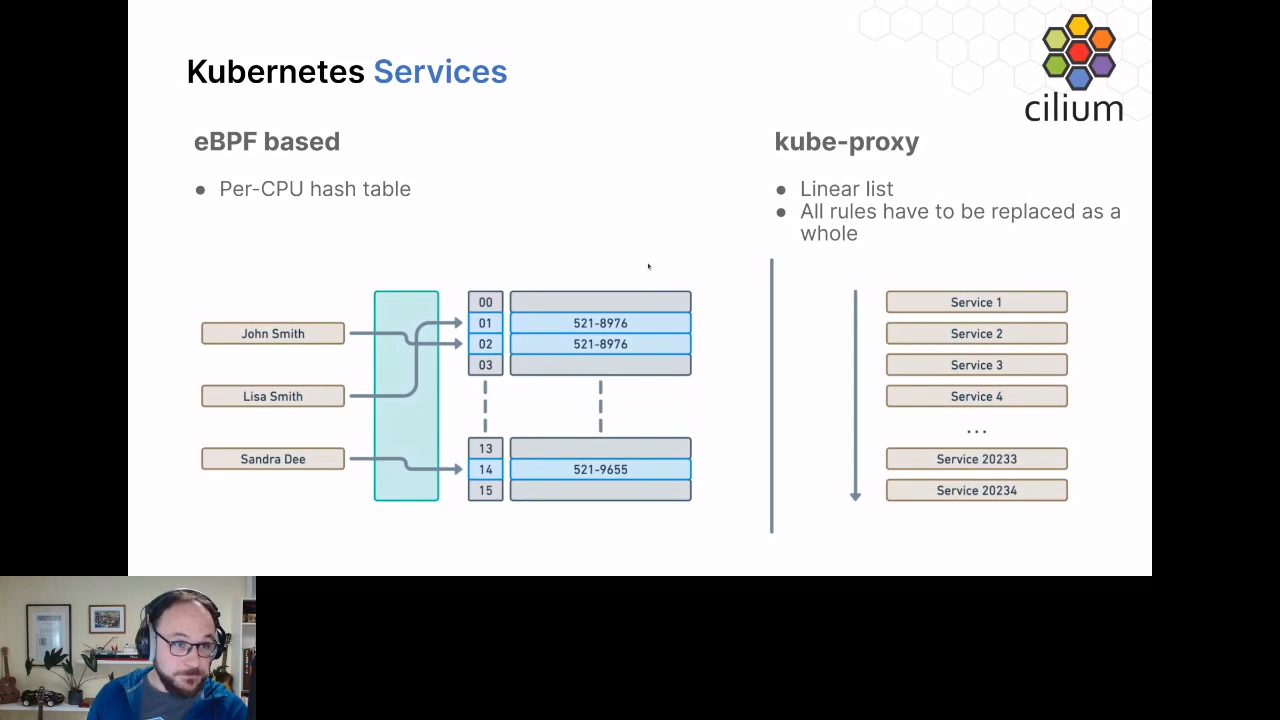 Kubernetes Services
cilium
eBPF based
● Per-CPU hash table
kube-proxy
● Linear list
● All rules have to be replaced as a
whole
John Smith
Lisa Smith
Sandra Dee
00
01 521-8976
02 521-8976
03
13
14 521-9655
15
Service 1
Service 2
Service 3
Service 4
...
Service 20233
Service 20234